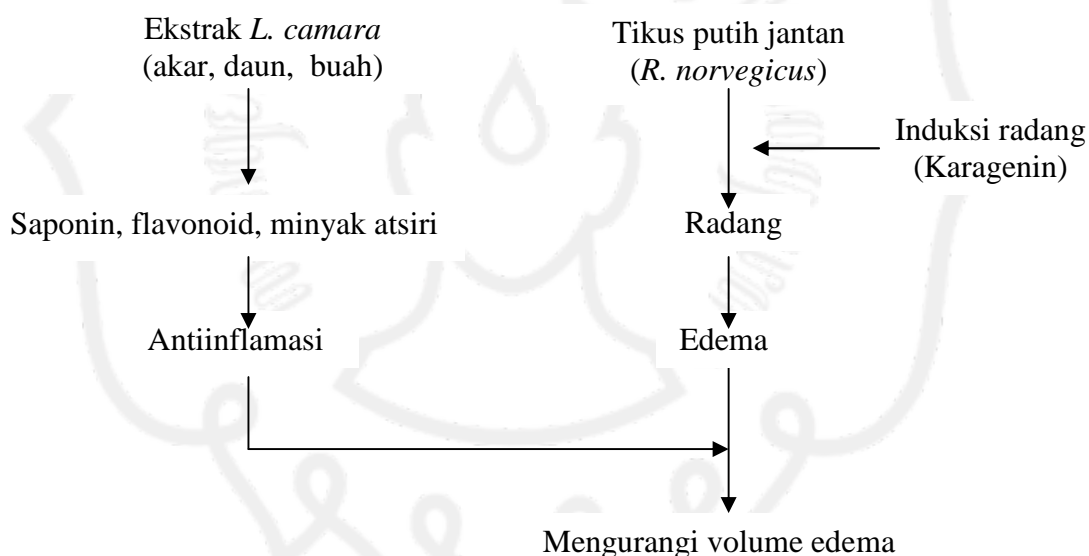 Ekstrak L. camara
(akar, daun, buah)
Tikus putih jantan
(R. norvegicus)
Induksi radang
(Karagenin)
Saponin, flavonoid, minyak atsiri
Radang
Antiinflamasi
Edema
Mengurangi volume edema